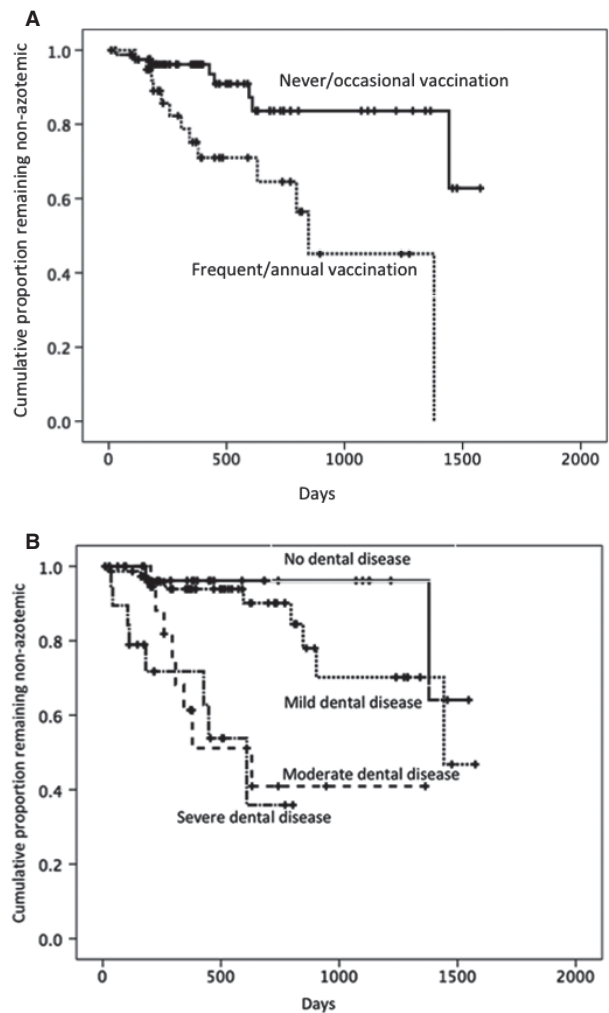 A
Cumulative proportion remaining non-azotemic
1.0
0.8
0.6
0.4
0.2
0.0
Never/occasional vaccination
Frequent/annual vaccination
0 500 1000 1500 2000
Days
B
Cumulative proportion remaining non-azotemic
1.0
0.8
0.6
0.4
0.2
0.0
No dental disease
Mild dental disease
Moderate dental disease
Severe dental disease
0 500 1000 1500 2000
Days